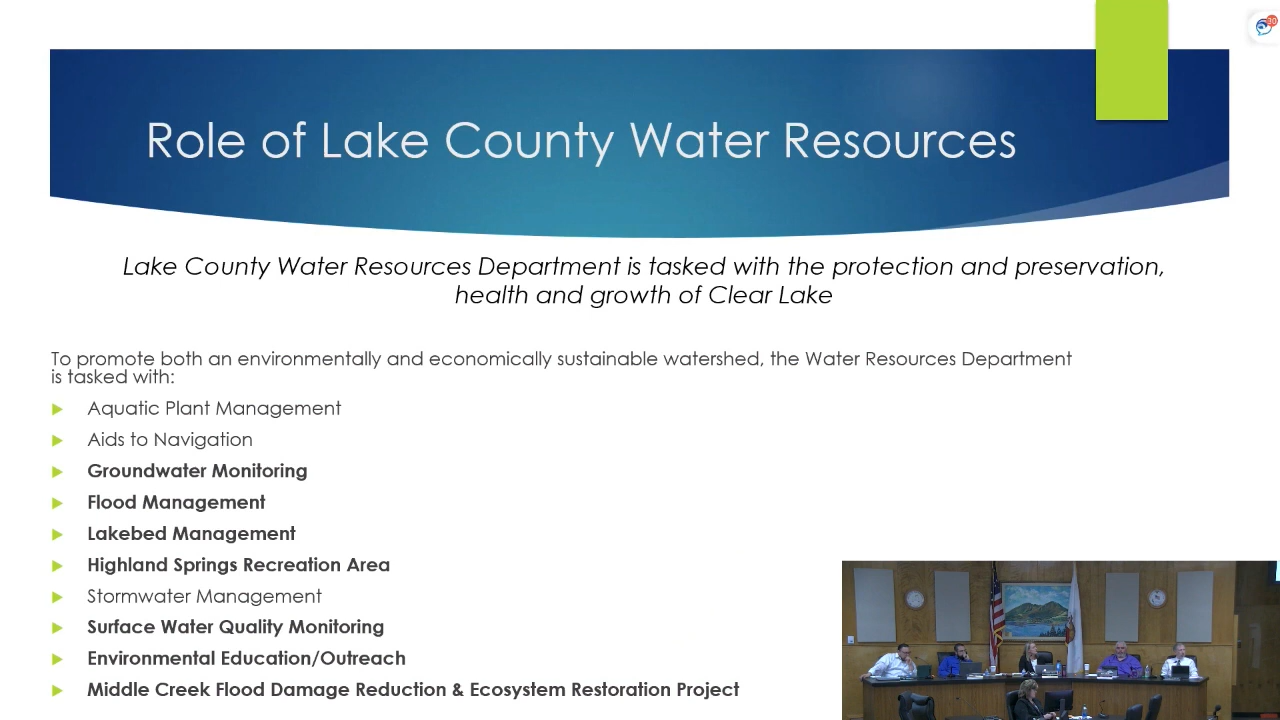 Role of Lake County Water Resources
Lake County Water Resources Department is tasked with the protection and preservation,
health and growth of Clear Lake
To promote both an environmentally and economically sustainable watershed, the Water Resources Department
is tasked with:
Aquatic Plant Management
Aids to Navigation
Groundwater Monitoring
Flood Management
Lakebed Management
Highland Springs Recreation Area
Stormwater Management
Surface Water Quality Monitoring
Environmental Education/Outreach
Middle Creek Flood Damage Reduction & Ecosystem Restoration Project